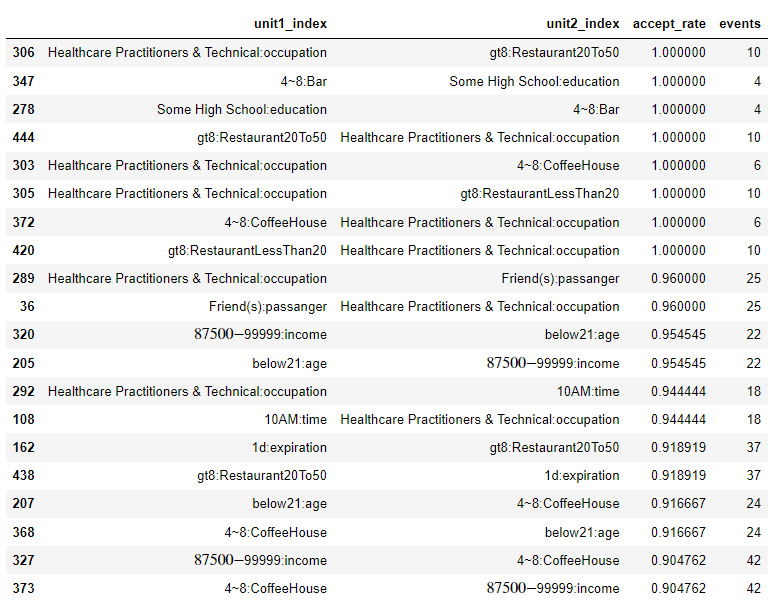 unit1_index unit2_index accept_rate events
306 Healthcare Practitioners & Technical:occupation gt8:Restaurant20To50 1.000000 10
347 4~8:Bar Some High School:education 1.000000 4
278 Some High School:education 4~8:Bar 1.000000 4
444 gt8:Restaurant20To50 Healthcare Practitioners & Technical:occupation 1.000000 10
303 Healthcare Practitioners & Technical:occupation 4~8:CoffeeHouse 1.000000 6
305 Healthcare Practitioners & Technical:occupation gt8:RestaurantLessThan20 1.000000 10
372 4~8:CoffeeHouse Healthcare Practitioners & Technical:occupation 1.000000 6
420 gt8:RestaurantLessThan20 Healthcare Practitioners & Technical:occupation 1.000000 10
289 Healthcare Practitioners & Technical:occupation Friend(s):passanger 0.960000 25
36 Friend(s):passanger Healthcare Practitioners & Technical:occupation 0.960000 25
320 87500−99999:income below21:age 0.954545 22
205 below21:age 87500−99999:income 0.954545 22
292 Healthcare Practitioners & Technical:occupation 10AM:time 0.944444 18
108 10AM:time Healthcare Practitioners & Technical:occupation 0.944444 18
162 1d:expiration gt8:Restaurant20To50 0.918919 37
438 gt8:Restaurant20To50 1d:expiration 0.918919 37
207 below21:age 4~8:CoffeeHouse 0.916667 24
368 4~8:CoffeeHouse below21:age 0.916667 24
327 87500−99999:income 4~8:CoffeeHouse 0.904762 42
373 4~8:CoffeeHouse 87500−99999:income 0.904762 42